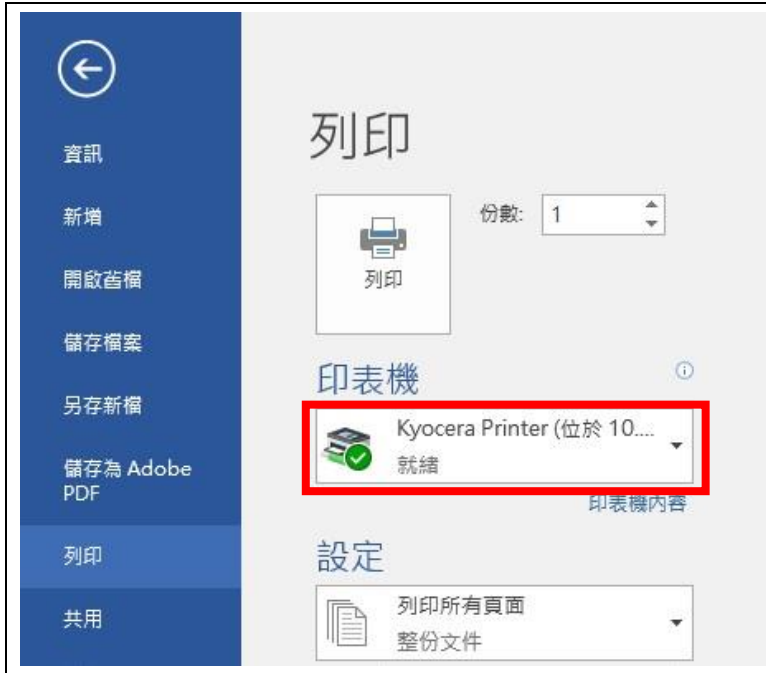 資訊
新增
開啟舊檔
儲存檔案
另存新檔
儲存為 Adobe
PDF
列印
共用
列印
列印
份數:
1
印表機
Kyocera Printer (位於 10....
就緒
印表機內容
設定
列印所有頁面
整份文件